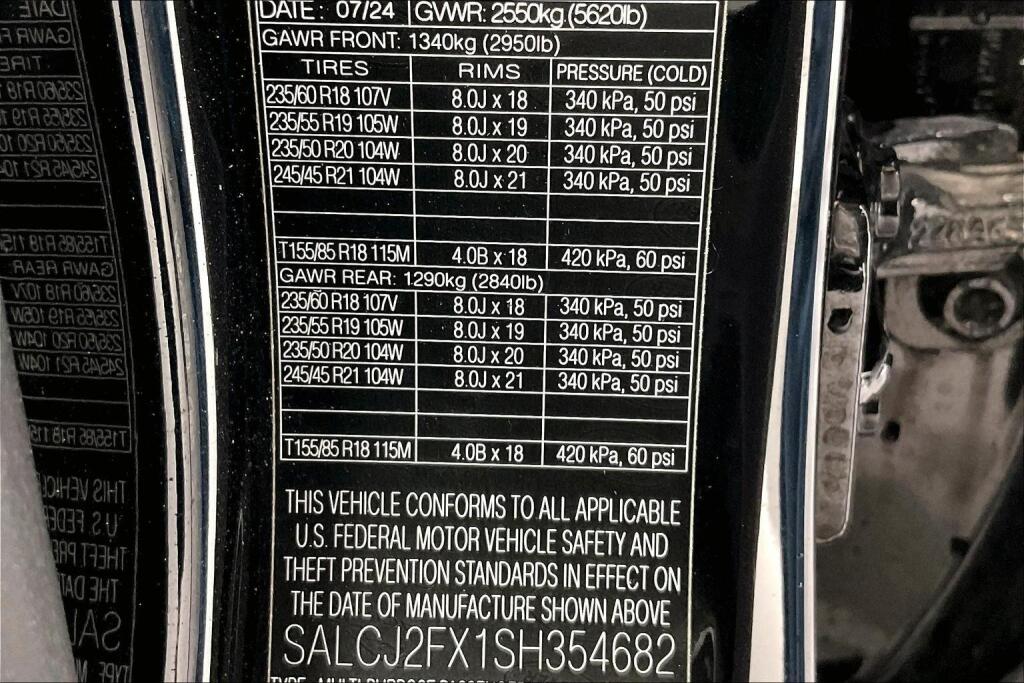 DATE: 07/24 GVWR: 2550kg (5620lb)
GAWR FRONT: 1340kg (2950lb)
TIRES RIMS PRESSURE (COLD)
235/60 R18 107V 8.0J x 18 340 kPa, 50 psi
235/55 R19 105W 8.0J x 19 340 kPa, 50 psi
235/50 R20 104W 8.0J x 20 340 kPa, 50 psi
245/45 R21 104W 8.0J x 21 340 kPa, 50 psi
T155/85 R18 115M 4.0B x 18 420 kPa, 60 psi
GAWR REAR: 1290kg (2840lb)
235/60 R18 107V 8.0J x 18 340 kPa, 50 psi
235/55 R19 105W 8.0J x 19 340 kPa, 50 psi
235/50 R20 104W 8.0J x 20 340 kPa, 50 psi
245/45 R21 104W 8.0J x 21 340 kPa, 50 psi
T155/85 R18 115M 4.0B x 18 420 kPa, 60 psi
THIS VEHICLE CONFORMS TO ALL APPLICABLE
U.S. FEDERAL MOTOR VEHICLE SAFETY AND
THEFT PREVENTION STANDARDS IN EFFECT ON
THE DATE OF MANUFACTURE SHOWN ABOVE
SALCJ2FX1SH354682